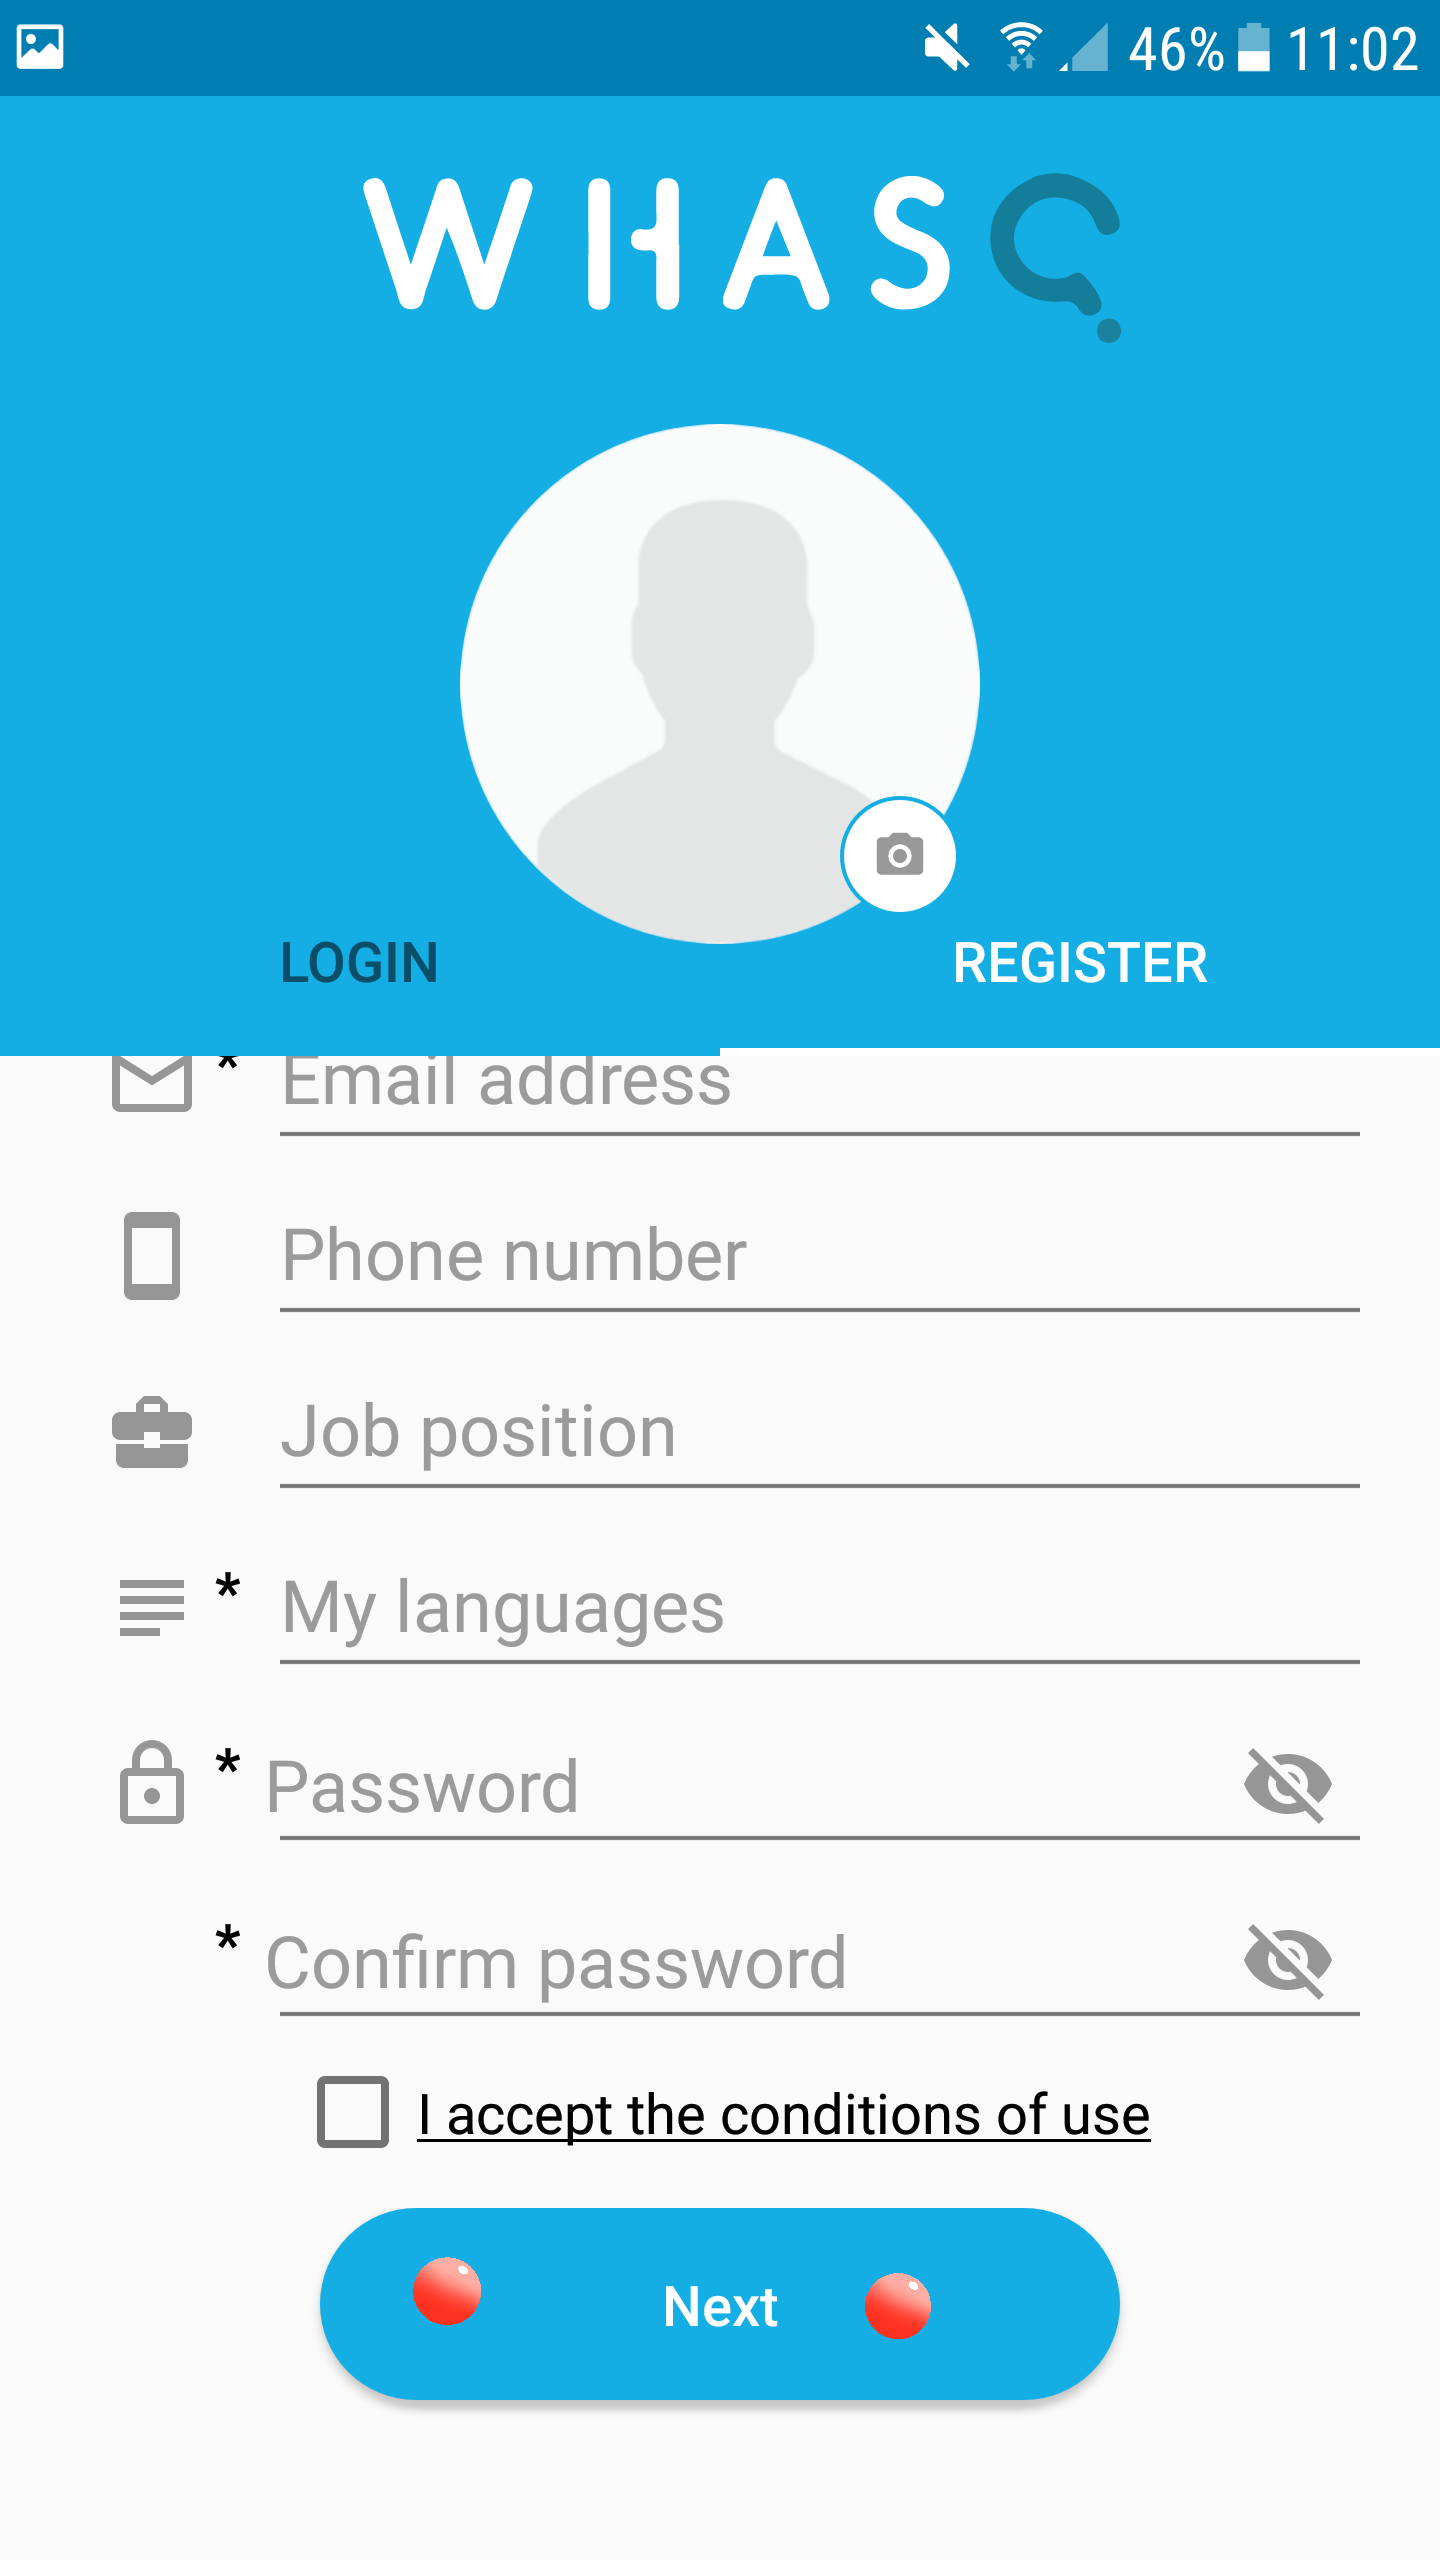 46% 11:02
WHAS?
LOGIN REGISTER
* Email address
Phone number
Job position
* My languages
* Password
* Confirm password
I accept the conditions of use
Next